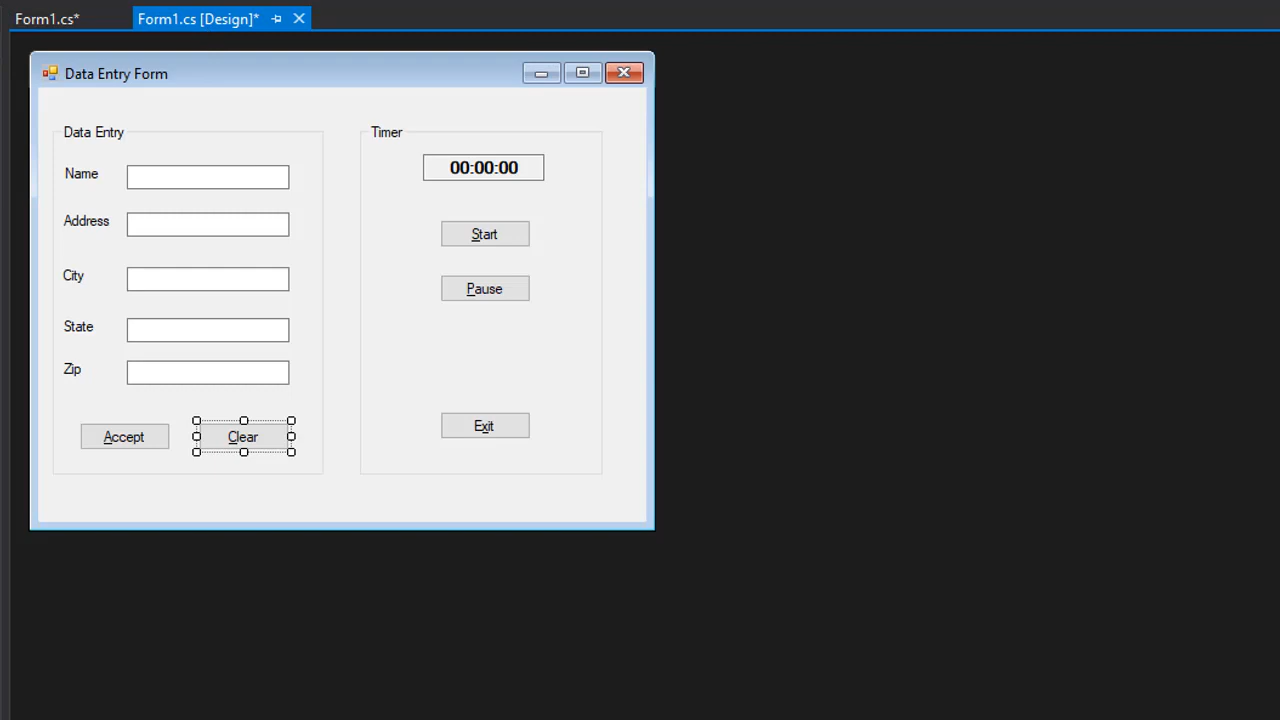 Form1.cs*
Form1.cs [Design]*
Data Entry Form
Data Entry
Name
Address
City
State
Zip
Accept
Clear
Timer
00:00:00
Start
Pause
Exit